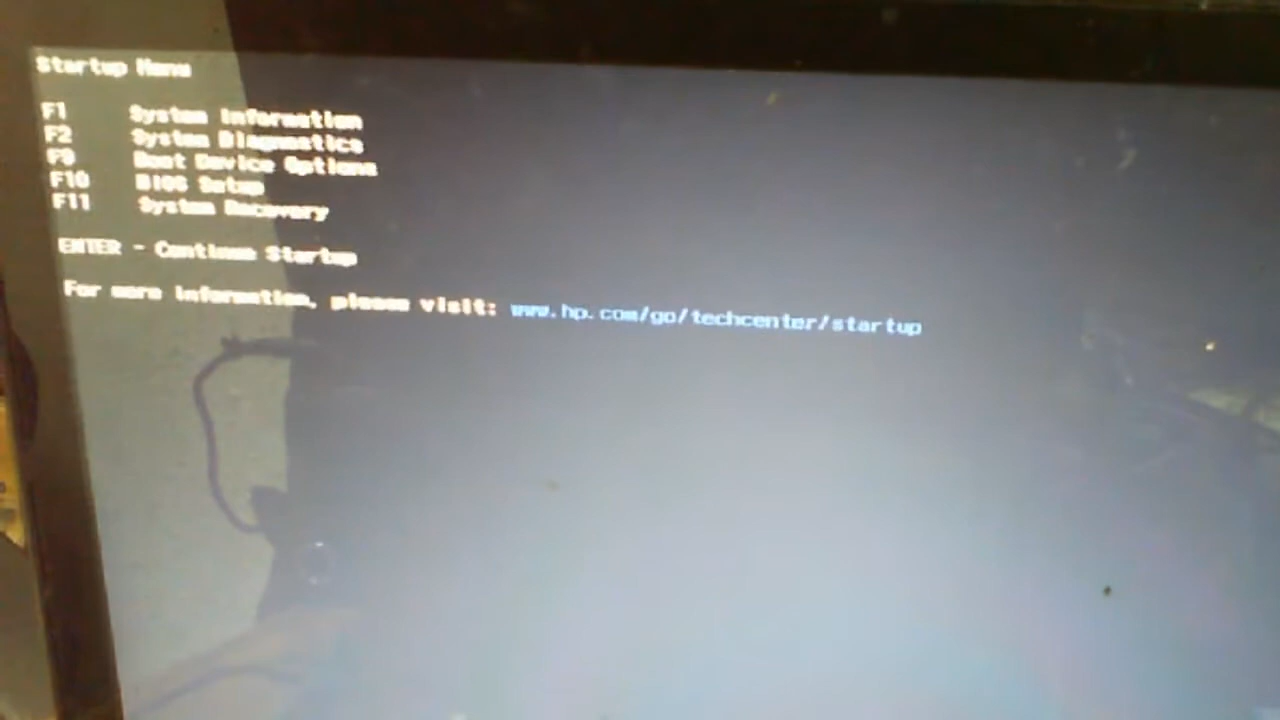 Startup Menu
F1 System Information
F2 System Diagnostics
F9 Boot Device Options
F10 BIOS Setup
F11 System Recovery
ENTER - Continue Startup
For more information, please visit: www.hp.com/go/techcenter/startup